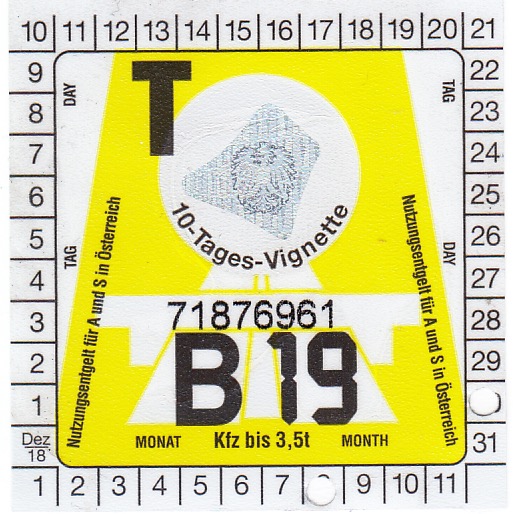 10 11 12 13 14 15 16 17 18 19 20 21
9 22
8 23
7 24
6 25
5 26
4 27
3 28
2 29
1
Dez 18 31
1 2 3 4 5 6 7 9 10 11
DAY
TAG
T
10-Tages-Vignette
Nutzungsentgelt für A und S in Österreich
Nutzungsentgelt für A und S in Österreich
TAG
DAY
71876961
B 19
MONAT Kfz bis 3,5t MONTH